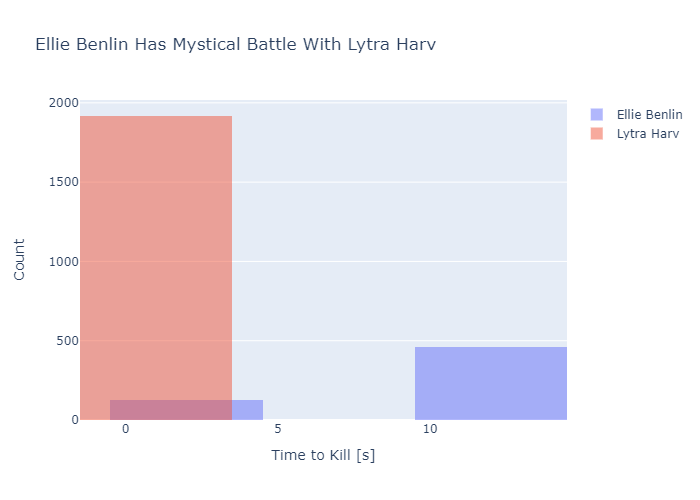 Ellie Benlin Has Mystical Battle With Lytra Harv
Ellie Benlin
Lytra Harv
2000
1500
1000
500
0
Count
0 5 10
Time to Kill [s]